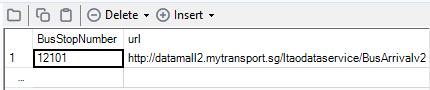 Delete Insert
BusStopNumber url
1 12101 http://datamall2.mytransport.sg/ltaodataservice/BusArrivalv2
...